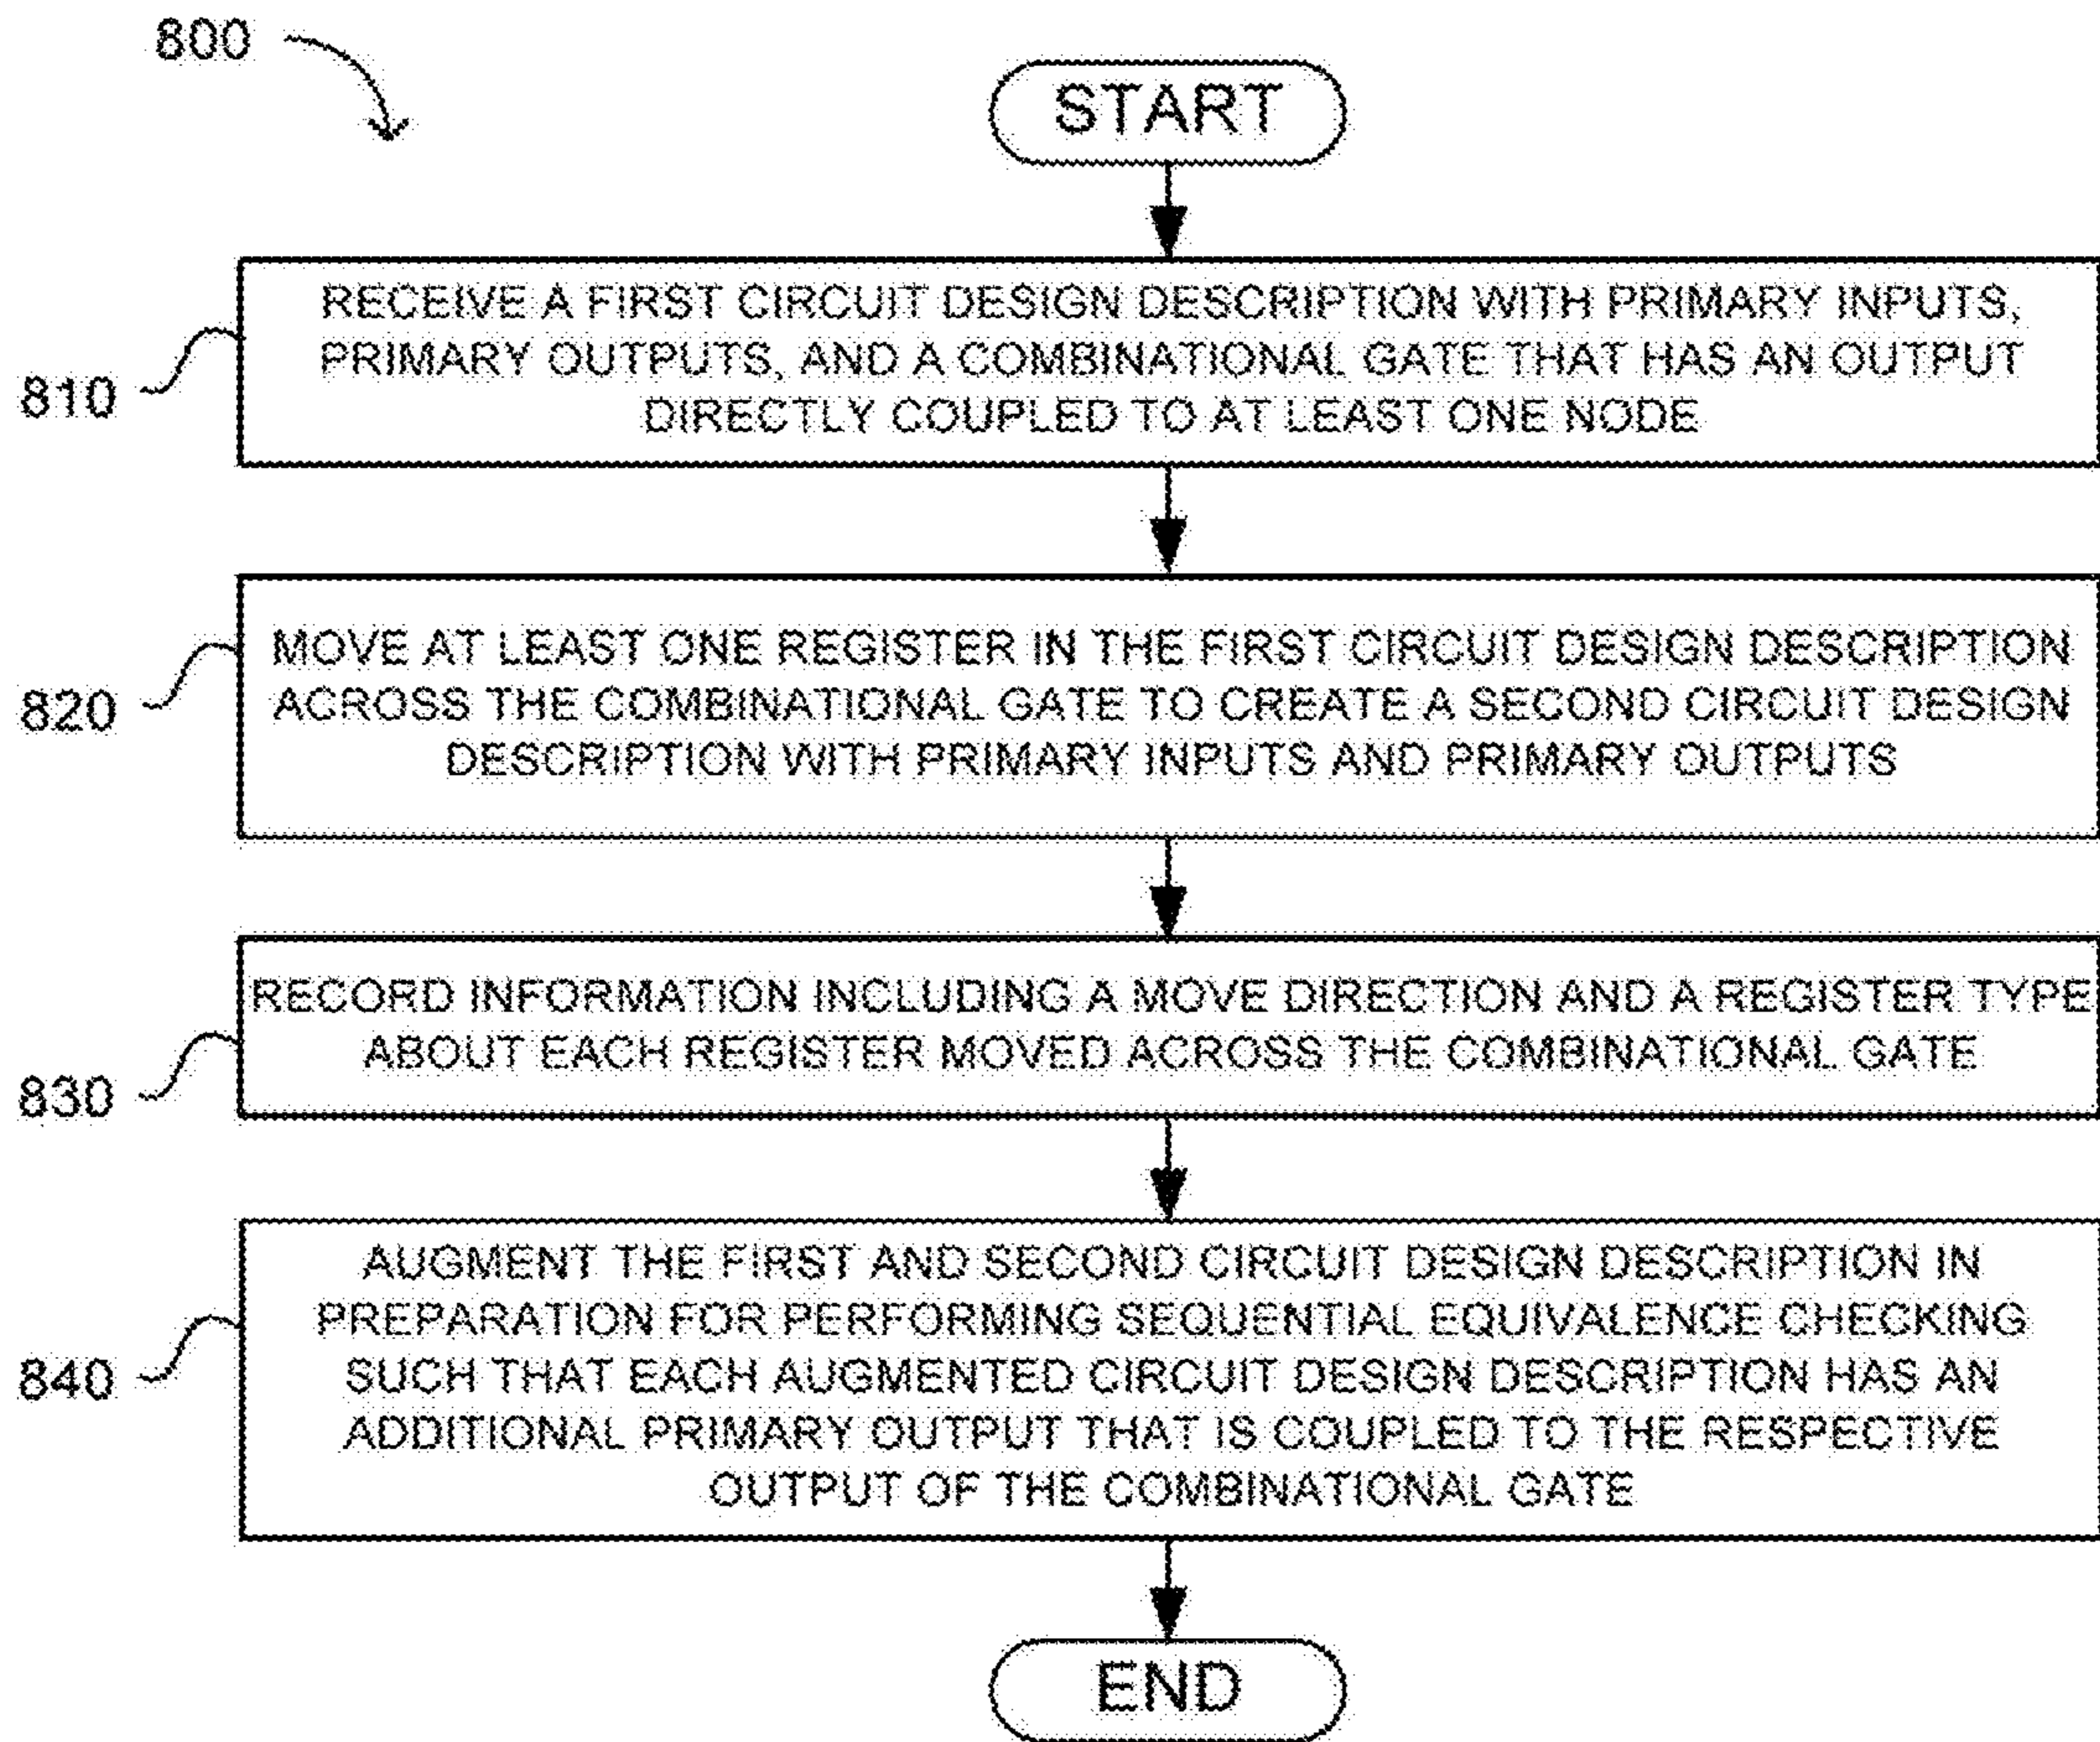 800
START
RECEIVE A FIRST CIRCUIT DESIGN DESCRIPTION WITH PRIMARY INPUTS,
PRIMARY OUTPUTS, AND A COMBINATIONAL GATE THAT HAS AN OUTPUT
DIRECTLY COUPLED TO AT LEAST ONE NODE
810
MOVE AT LEAST ONE REGISTER IN THE FIRST CIRCUIT DESIGN DESCRIPTION
ACROSS THE COMBINATIONAL GATE TO CREATE A SECOND CIRCUIT DESIGN
DESCRIPTION WITH PRIMARY INPUTS AND PRIMARY OUTPUTS
820
RECORD INFORMATION INCLUDING A MOVE DIRECTION AND A REGISTER TYPE
ABOUT EACH REGISTER MOVED ACROSS THE COMBINATIONAL GATE
830
AUGMENT THE FIRST AND SECOND CIRCUIT DESIGN DESCRIPTION IN
PREPARATION FOR PERFORMING SEQUENTIAL EQUIVALENCE CHECKING
SUCH THAT EACH AUGMENTED CIRCUIT DESIGN DESCRIPTION HAS AN
ADDITIONAL PRIMARY OUTPUT THAT IS COUPLED TO THE RESPECTIVE
OUTPUT OF THE COMBINATIONAL GATE
840
END